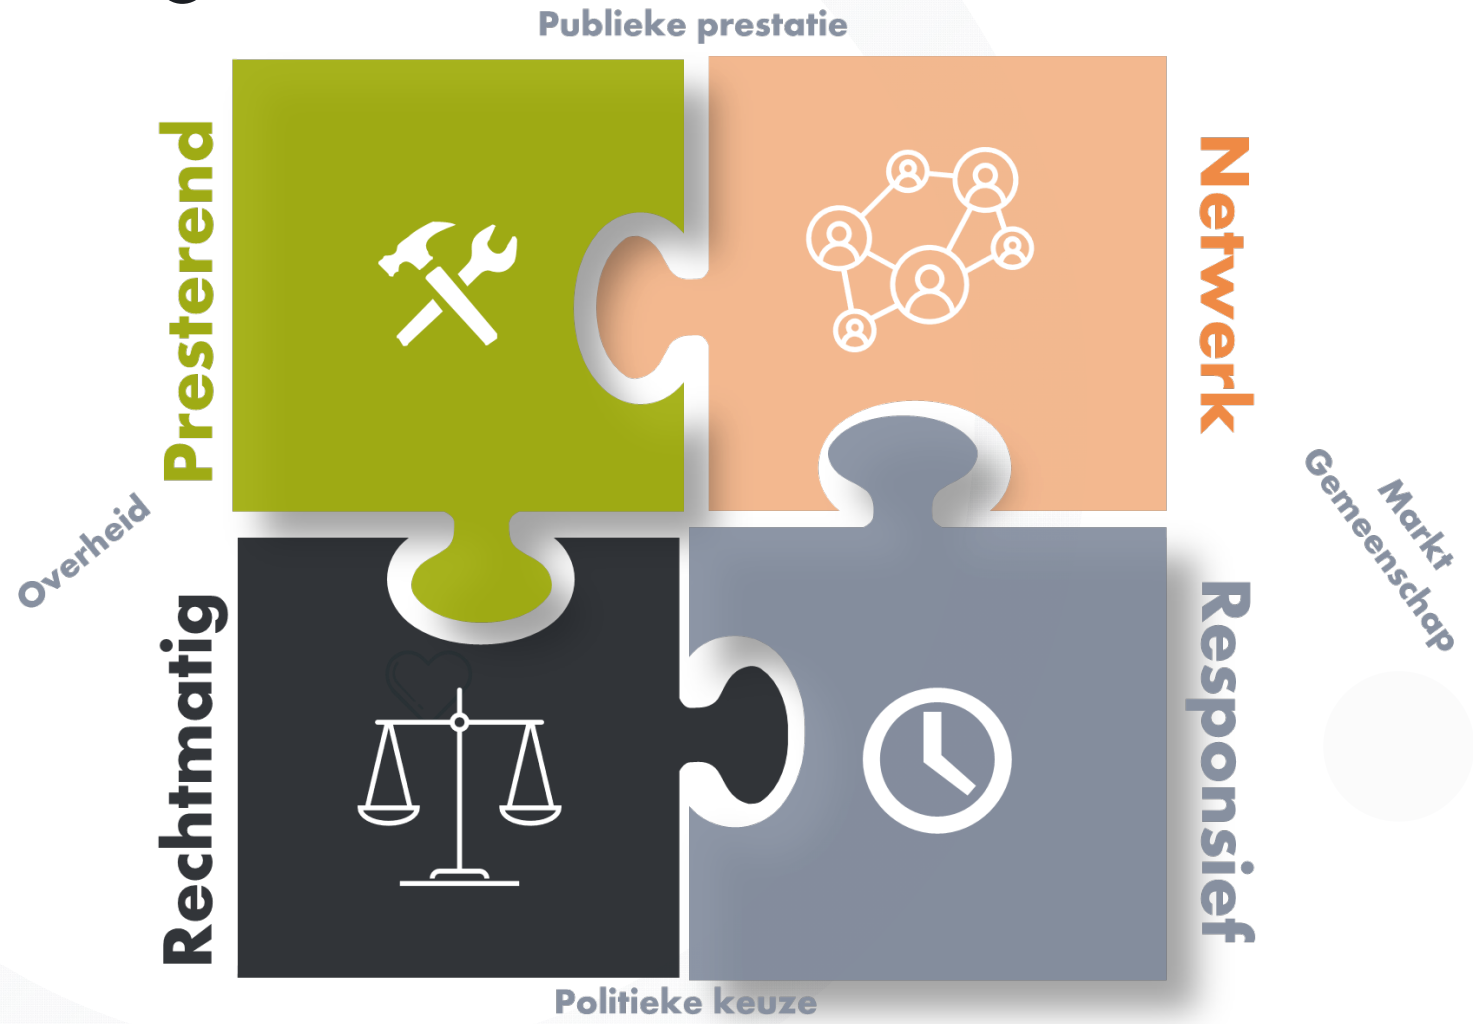 Publieke prestatie
Presterend
Netwerk
Overheid
Markt
Gemeenschap
Rechtmatig
Responsief
Politieke keuze